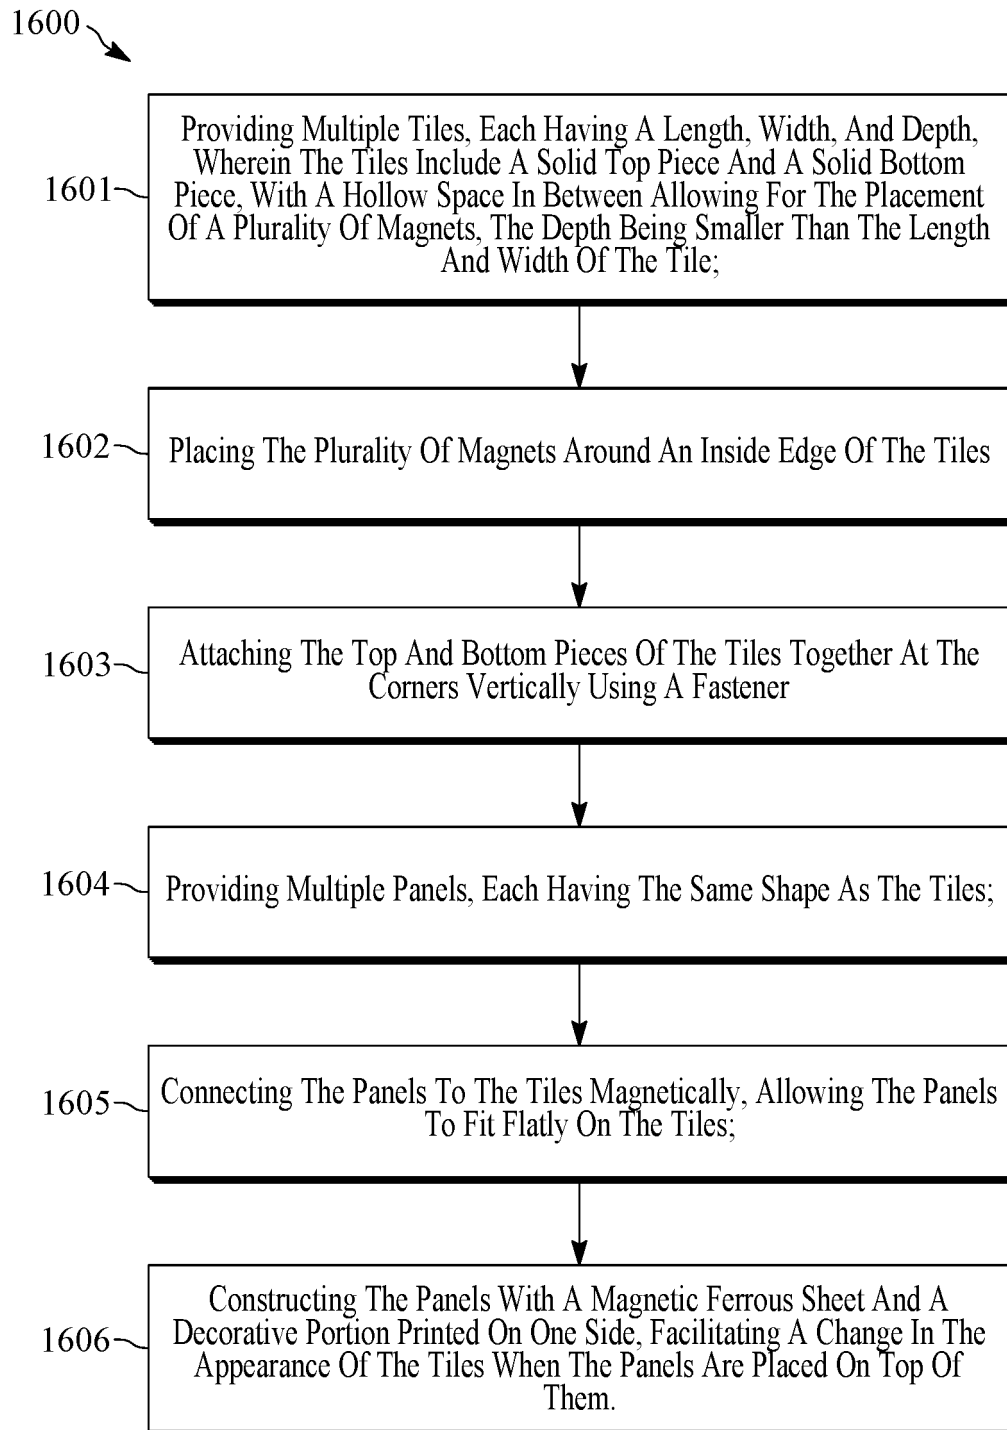 1600
1601
Providing Multiple Tiles, Each Having A Length, Width, And Depth,
Wherein The Tiles Include A Solid Top Piece And A Solid Bottom
Piece, With A Hollow Space In Between Allowing For The Placement
Of A Plurality Of Magnets, The Depth Being Smaller Than The Length
And Width Of The Tile;
1602
Placing The Plurality Of Magnets Around An Inside Edge Of The Tiles
1603
Attaching The Top And Bottom Pieces Of The Tiles Together At The
Corners Vertically Using A Fastener
1604
Providing Multiple Panels, Each Having The Same Shape As The Tiles;
1605
Connecting The Panels To The Tiles Magnetically, Allowing The Panels
To Fit Flatly On The Tiles;
1606
Constructing The Panels With A Magnetic Ferrous Sheet And A
Decorative Portion Printed On One Side, Facilitating A Change In The
Appearance Of The Tiles When The Panels Are Placed On Top Of
Them.